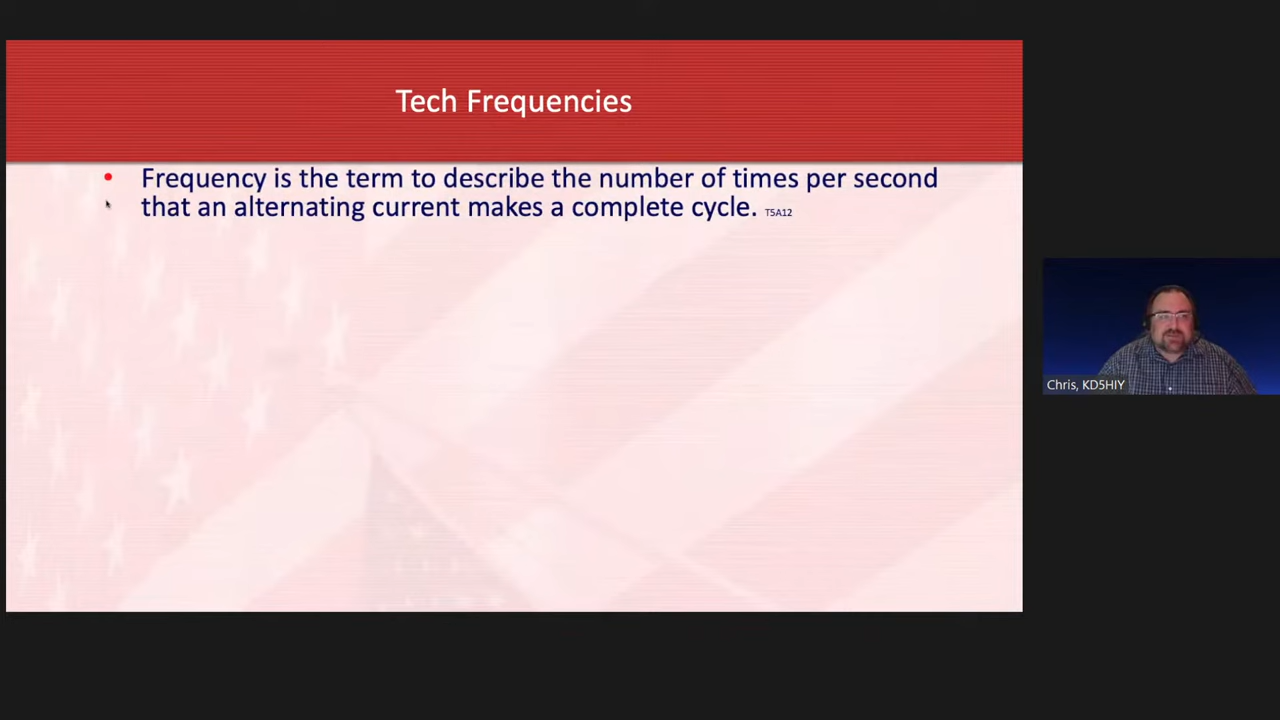 Tech Frequencies
• Frequency is the term to describe the number of times per second
that an alternating current makes a complete cycle. T5A12
Chris, KD5HIY